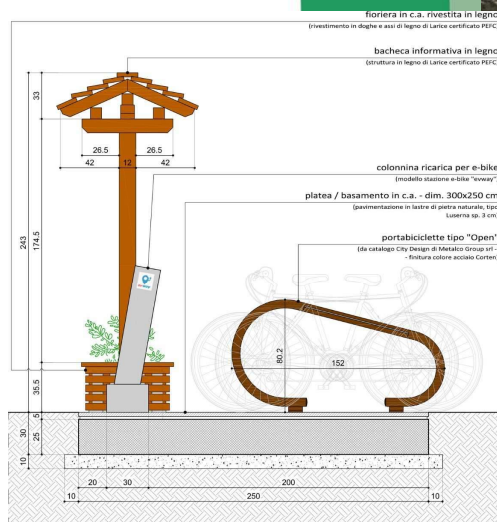 fioriera in c.a. rivestita in legno
(rivestimento in doghe e assi di legno di Larice certificato PEFC)
bacheca informativa in legno
(struttura in legno di Larice certificato PEFC)
33
26.5
26.5
42
12
42
colonnina ricarica per e-bike
(modello stazione e-bike "evway")
platea / basamento in c.a. - dim. 300x250 cm
(pavimentazione in lastre di pietra naturale, tipo
Luserna sp. 3 cm)
243
174.5
portabiciclette tipo "Open"
(da catalogo City Design di Metalco Group srl -
- finitura colore acciaio Corten)
80.2
152
35.5
5
30
25
10
20
30
200
10
250
10